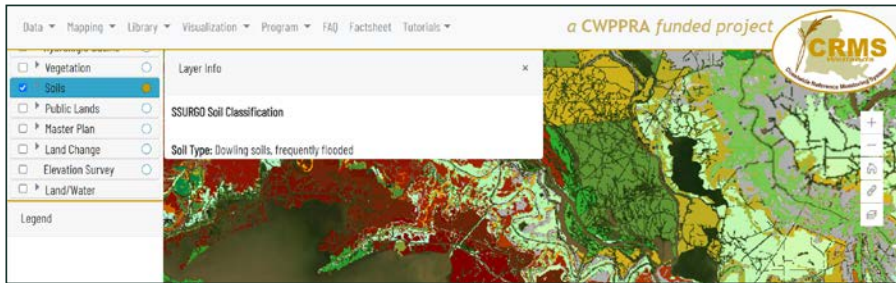 Data Mapping Library Visualization Program FAQ Factsheet Tutorials
a CWPPRA funded project
CRMS
Vegetation
Soils
Public Lands
Master Plan
Land Change
Elevation Survey
Land/Water
Legend
Layer Info ×
SSURGO Soil Classification
Soil Type: Dowling soils, frequently flooded
+
−